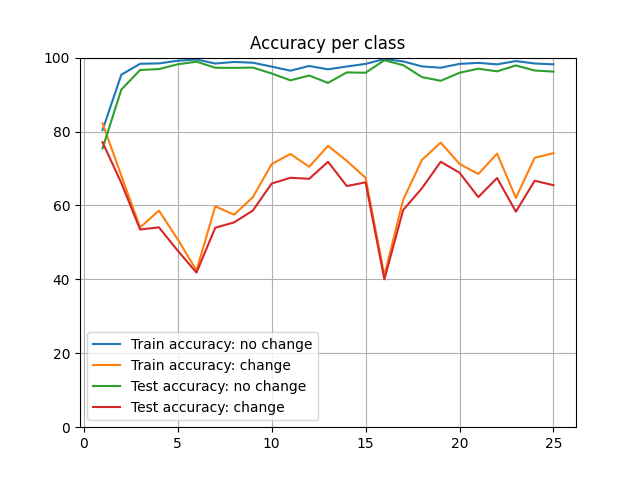 Accuracy per class
100
80
60
40
20
0
Train accuracy: no change
Train accuracy: change
Test accuracy: no change
Test accuracy: change
0 5 10 15 20 25